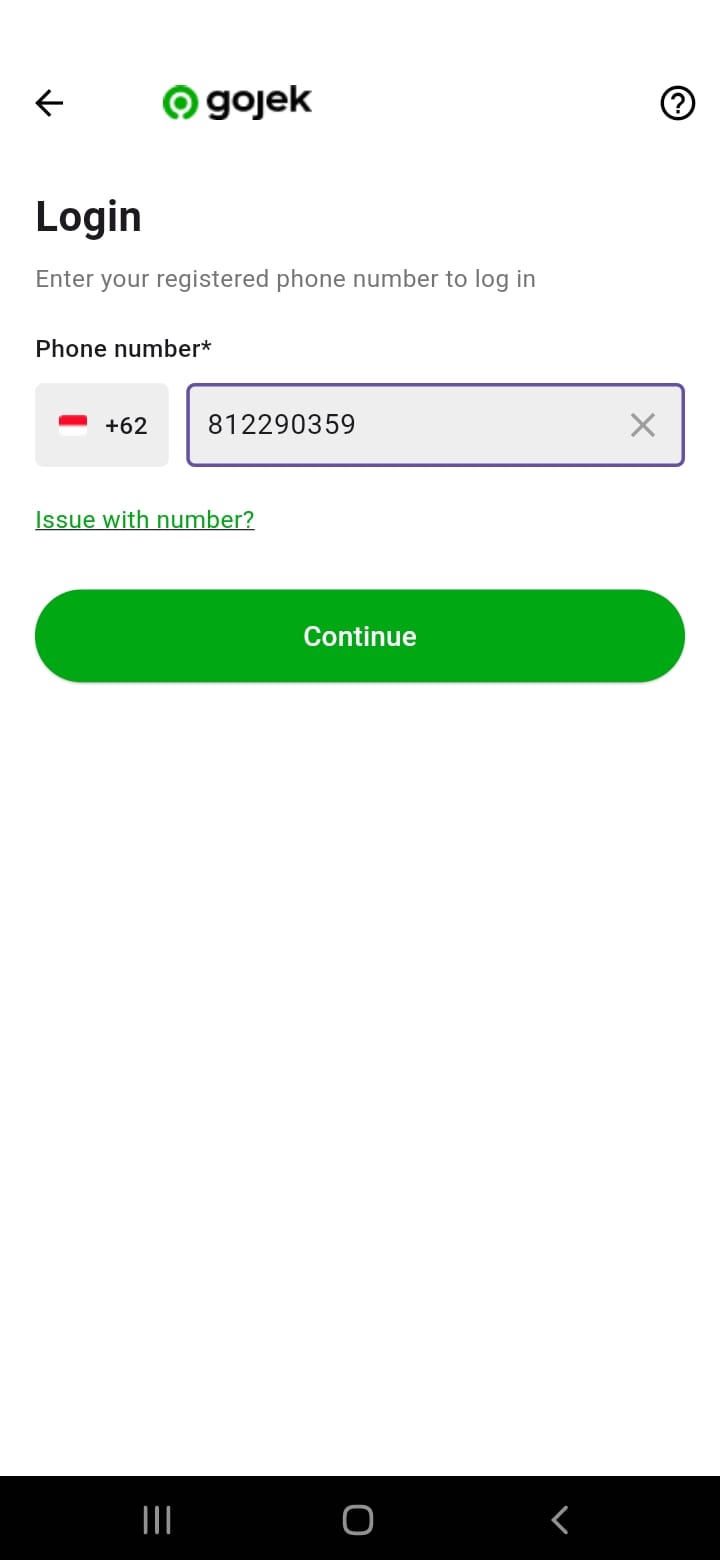 gojek
Login
Enter your registered phone number to log in
Phone number*
+62 812290359
Issue with number?
Continue